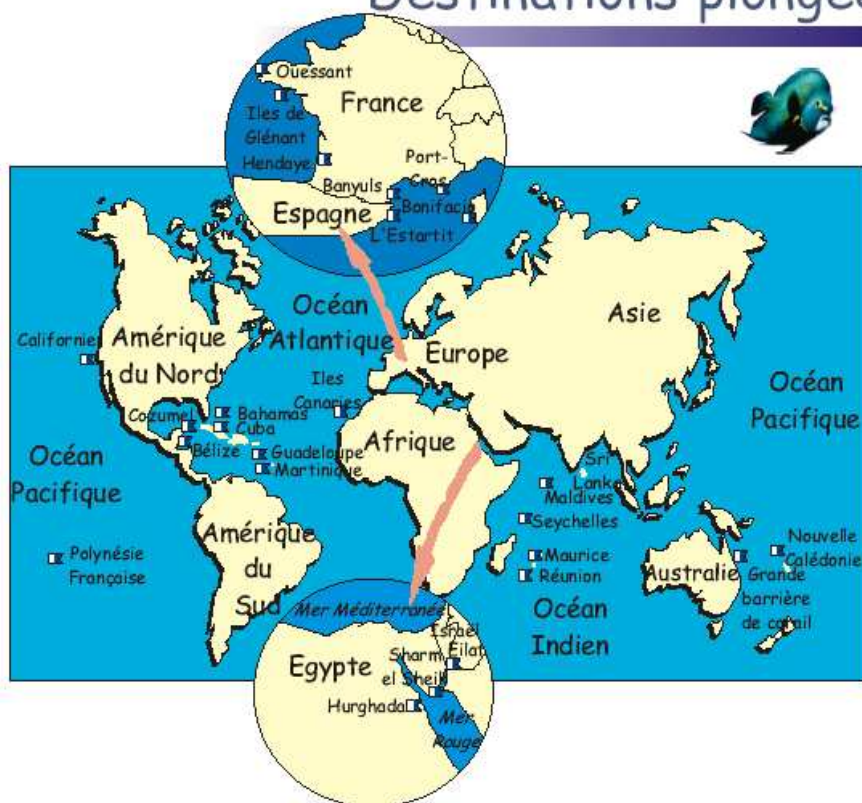 Destinations plongée
Ouessant
France
Iles de
Glénant
Hendaye
Port-
Cros
Banyuls
Bonifacio
Espagne
L'Estartit
Océan
Atlantique
Asie
Californie
Amérique
du Nord
Europe
Iles
Canaries
Océan
Pacifique
Cozumel
Bahamas
Cuba
Bélize
Guadeloupe
Martinique
Afrique
Océan
Pacifique
Sri
Lanka
Maldives
Seychelles
Amérique
du
Sud
Polynésie
Française
Maurice
Réunion
Australie
Nouvelle
Calédonie
Grande
barrière
de corail
Océan
Indien
Mer Méditerranée
Israël
Eilat
Egypte
Sharm
el Sheik
Hurghada
Mer
Rouge